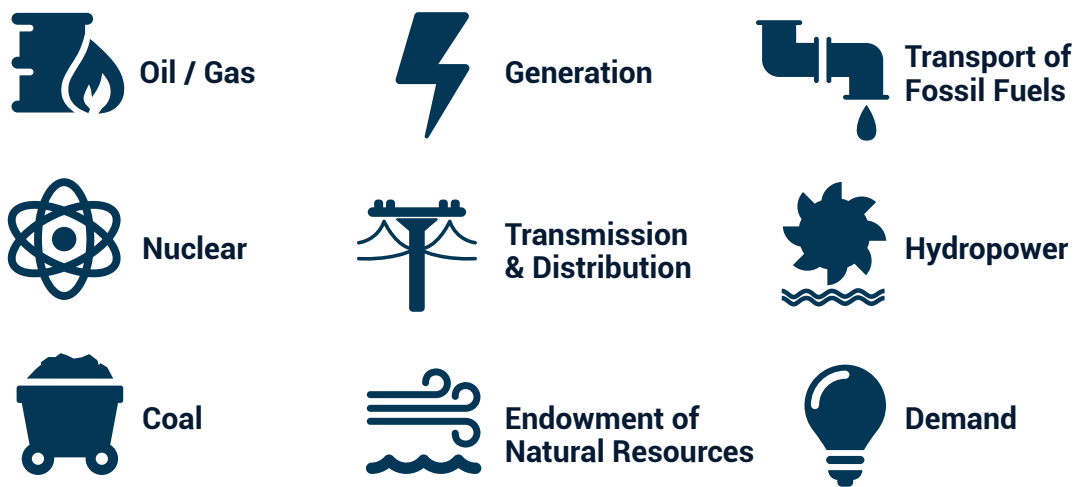 Oil / Gas
Generation
Transport of
Fossil Fuels
Nuclear
Transmission
& Distribution
Hydropower
Coal
Endowment of
Natural Resources
Demand